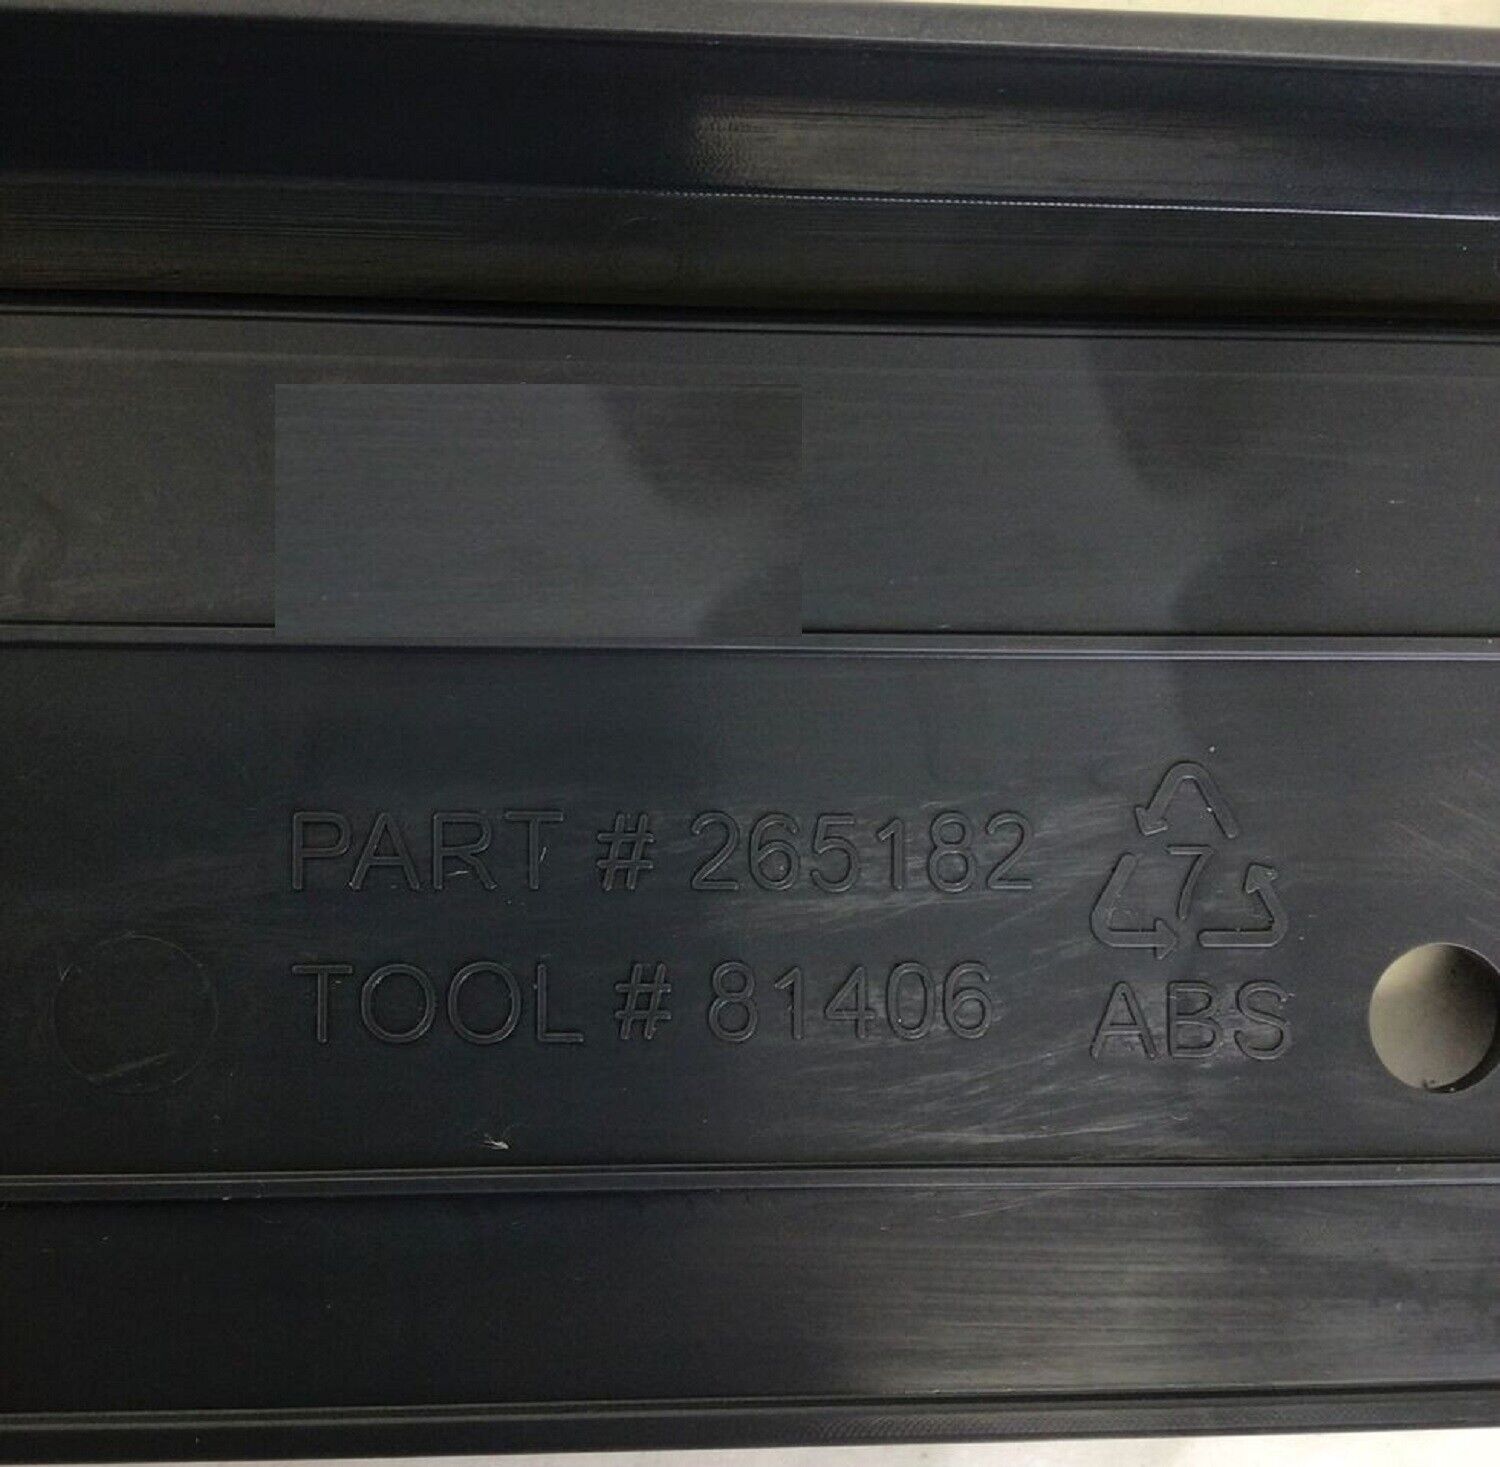 PART # 265182
7
TOOL # 81406
ABS